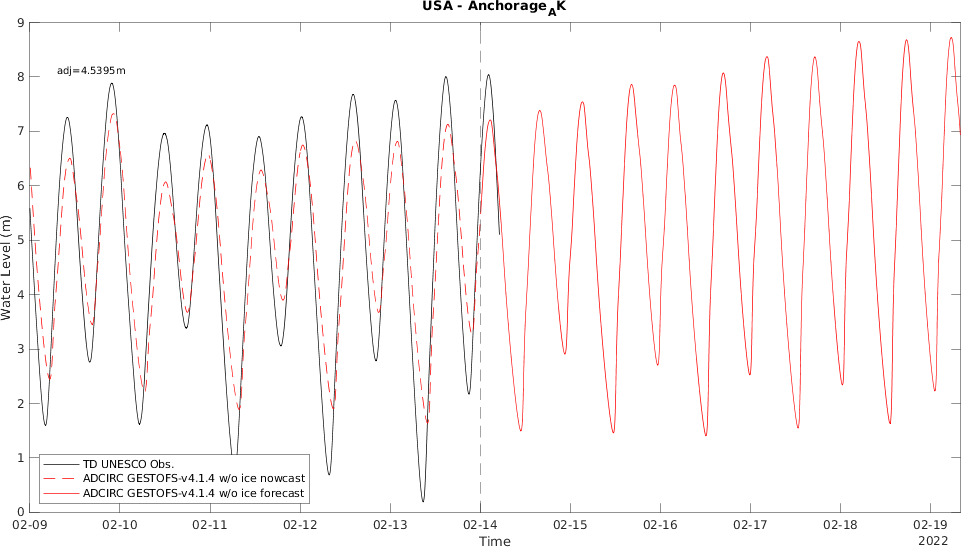 USA - Anchorage_AK
9
8
7
6
5
4
3
2
1
0
Water Level (m)
adj=4.5395m
TD UNESCO Obs.
ADCIRC GESTOFS-v4.1.4 w/o ice nowcast
ADCIRC GESTOFS-v4.1.4 w/o ice forecast
02-09 02-10 02-11 02-12 02-13 02-14 02-15 02-16 02-17 02-18 02-19
Time
2022